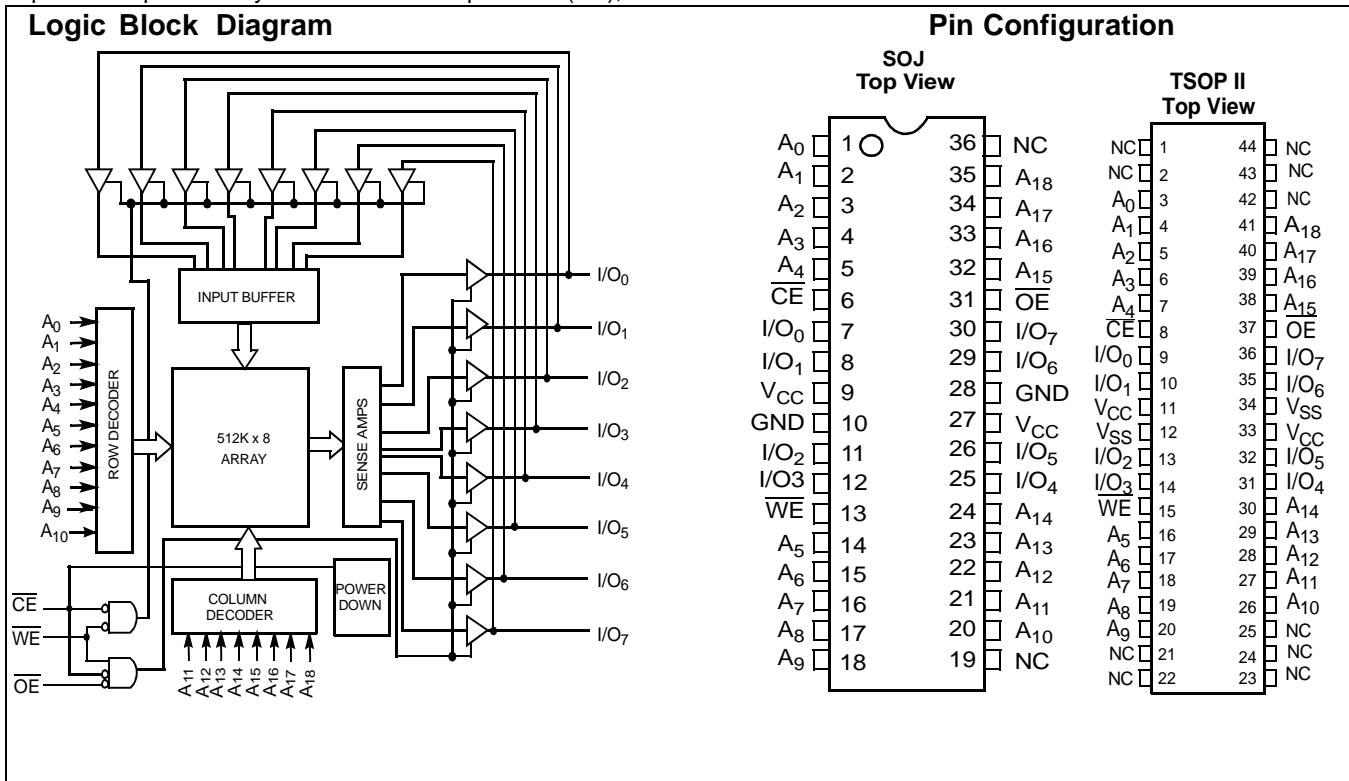 Logic Block Diagram
INPUT BUFFER
A0
A1
A2
A3
A4
A5
A6
A7
A8
A9
A10
ROW DECODER
512K x 8
ARRAY
SENSE AMPS
I/O0
I/O1
I/O2
I/O3
I/O4
I/O5
I/O6
I/O7
COLUMN
DECODER
POWER
DOWN
CE
WE
OE
A11
A12
A13
A14
A15
A16
A17
A18
Pin Configuration
SOJ
Top View
A0 1 36 NC
A1 2 35 A18
A2 3 34 A17
A3 4 33 A16
A4 5 32 A15
CE 6 31 OE
I/O0 7 30 I/O7
I/O1 8 29 I/O6
VCC 9 28 GND
GND 10 27 VCC
I/O2 11 26 I/O5
I/O3 12 25 I/O4
WE 13 24 A14
A5 14 23 A13
A6 15 22 A12
A7 16 21 A11
A8 17 20 A10
A9 18 19 NC
TSOP II
Top View
NC 1 44 NC
NC 2 43 NC
A0 3 42 NC
A1 4 41 A18
A2 5 40 A17
A3 6 39 A16
A4 7 38 A15
CE 8 37 OE
I/O0 9 36 I/O7
I/O1 10 35 I/O6
VCC 11 34 VSS
VSS 12 33 VCC
I/O2 13 32 I/O5
I/O3 14 31 I/O4
WE 15 30 A14
A5 16 29 A13
A6 17 28 A12
A7 18 27 A11
A8 19 26 A10
A9 20 25 NC
NC 21 24 NC
NC 22 23 NC